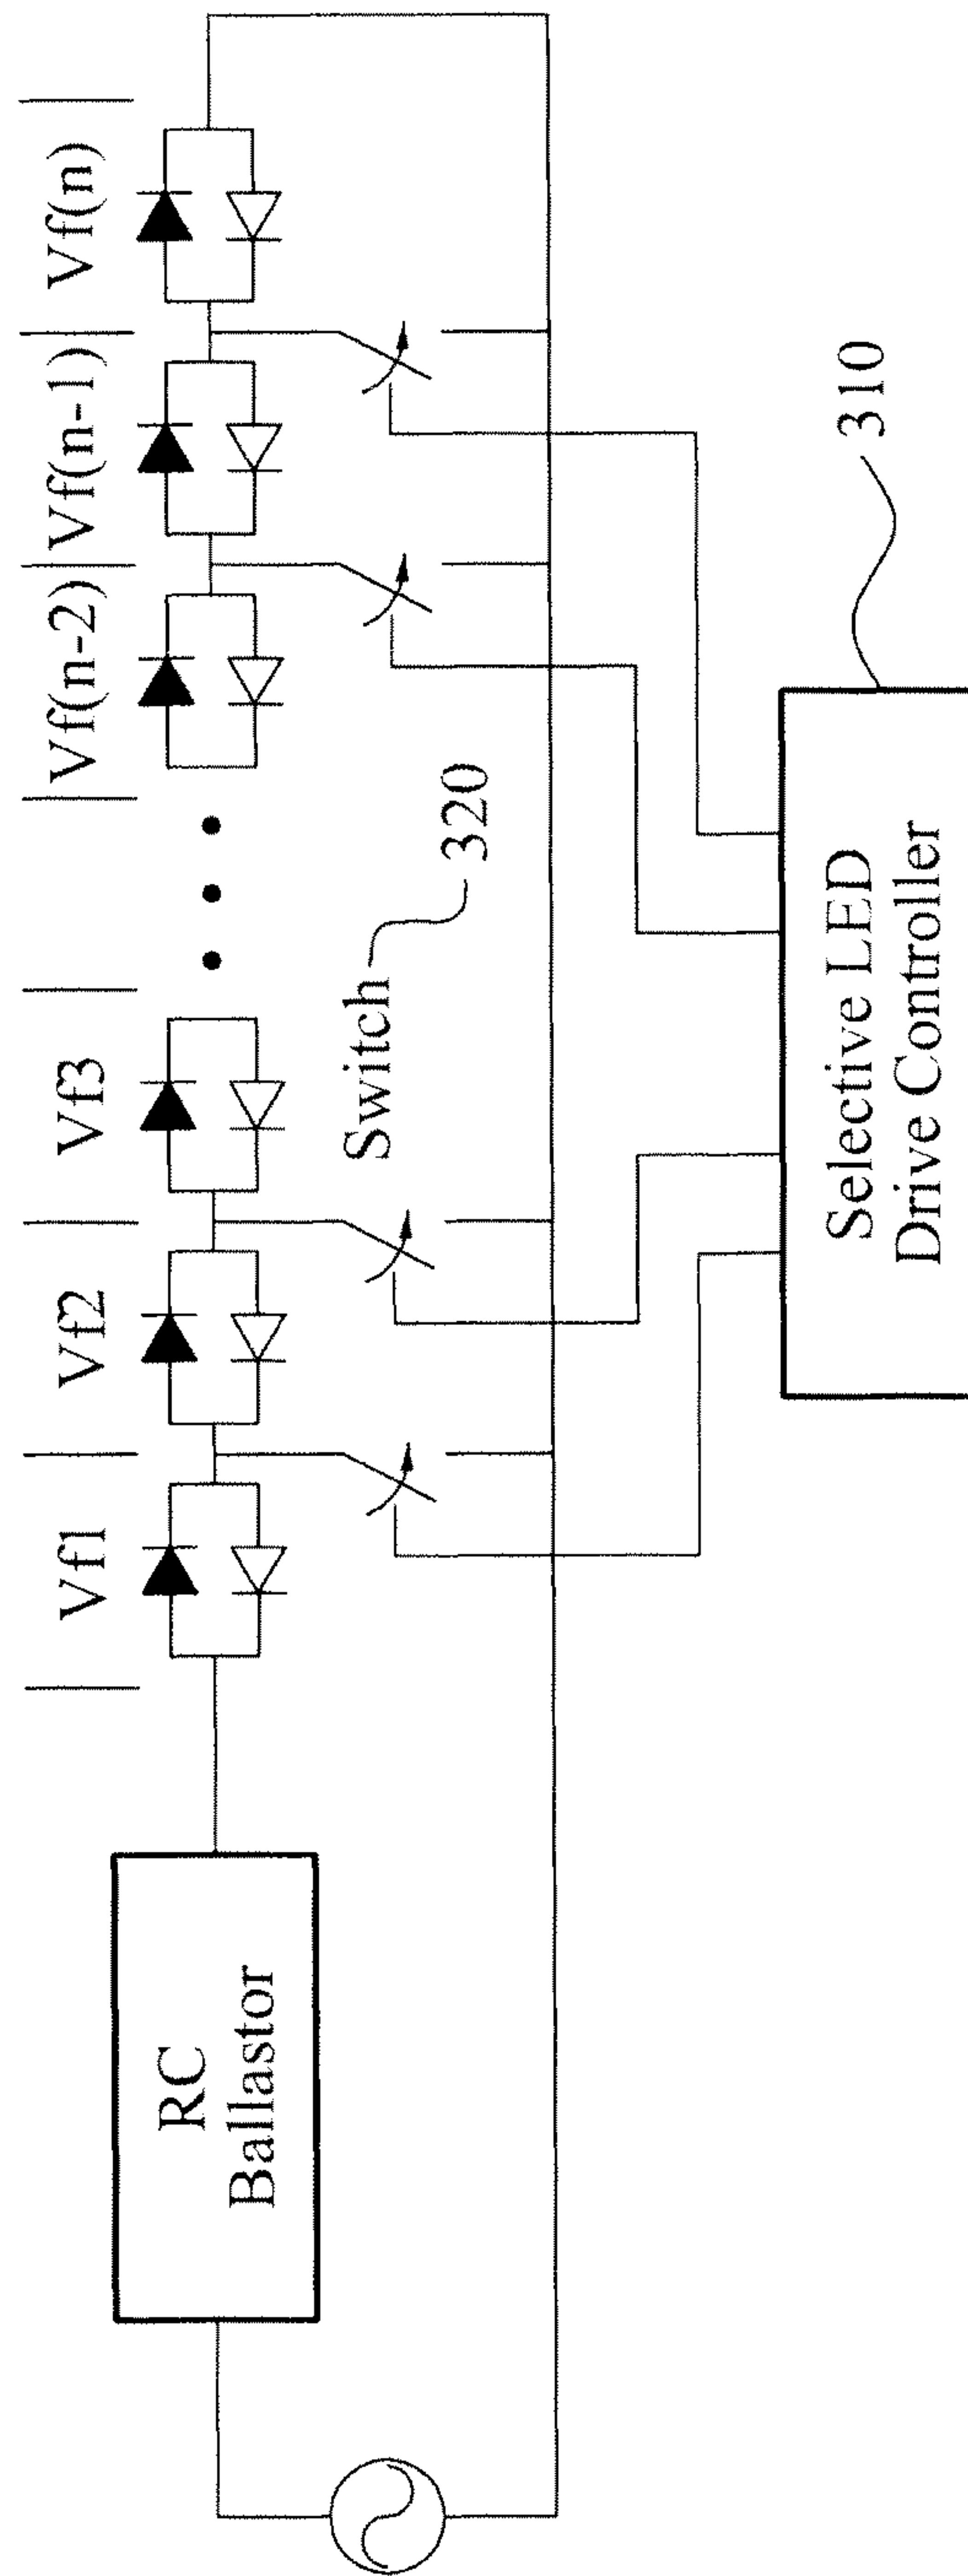 Vf1
Vf2
Vf3
Vf(n-2)
Vf(n-1)
Vf(n)
RC
Ballastor
Switch
320
Selective LED
Drive Controller
310